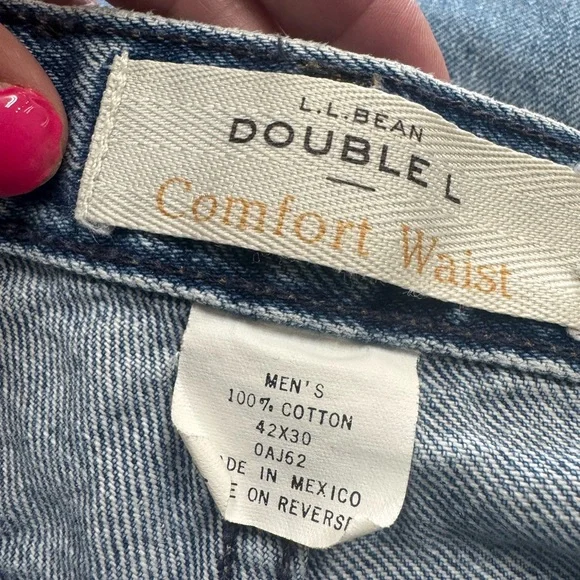 L.L.BEAN
DOUBLE L
Comfort Waist
MEN'S
100% COTTON
42X30
0AJ62
DE IN MEXICO
E ON REVERS